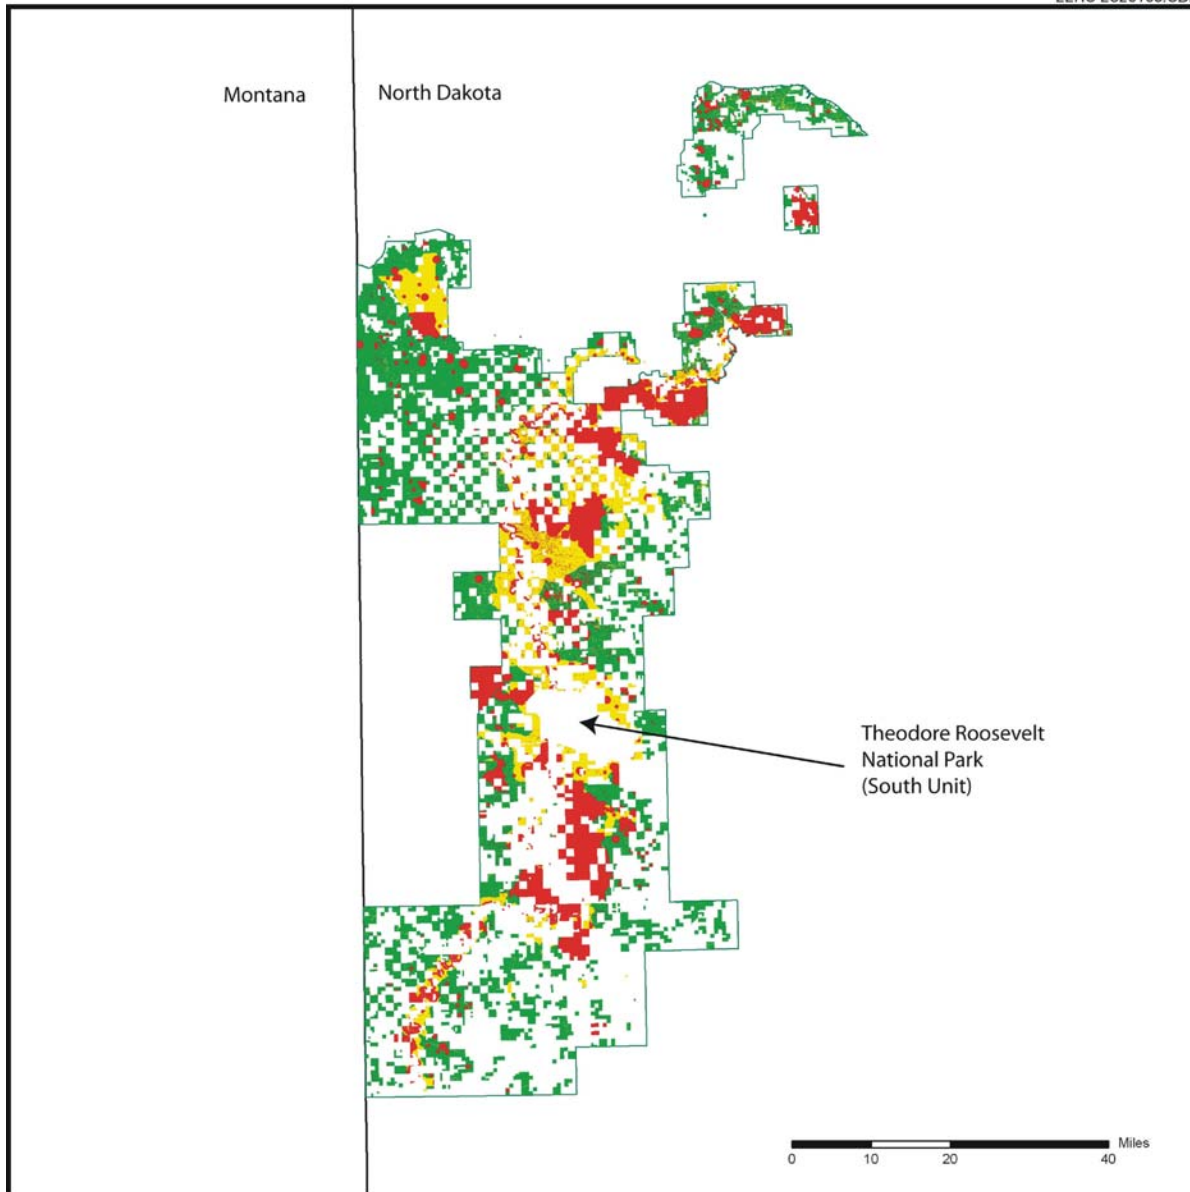 Montana
North Dakota
Theodore Roosevelt
National Park
(South Unit)
Miles
0 10 20 40